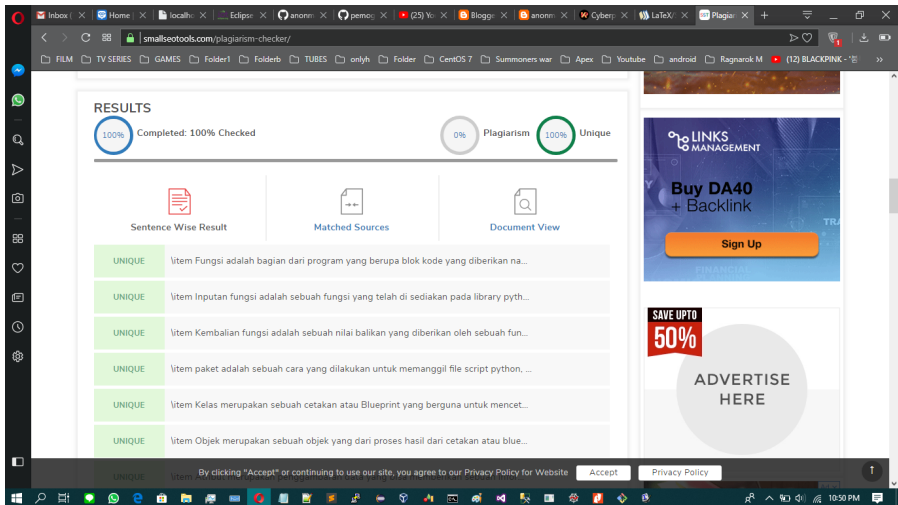 Inbox (
Home |
localho
Eclipse
anonm
pemog
(25) Yo
Blogge
anonm
Cyberp
LaTeX/
Plagiar
smallseotools.com/plagiarism-checker/
FILM
TV SERIES
GAMES
Folder1
Folderb
TUBES
onlyh
Folder
CentOS 7
Summoners war
Apex
Youtube
android
Ragnarok M
(12) BLACKPINK - '
RESULTS
100%
Completed: 100% Checked
0%
Plagiarism
100%
Unique
Sentence Wise Result
Matched Sources
Document View
UNIQUE \item Fungsi adalah bagian dari program yang berupa blok kode yang diberikan na...
UNIQUE \item Inputan fungsi adalah sebuah fungsi yang telah di sediakan pada library pyth...
UNIQUE \item Kembalian fungsi adalah sebuah nilai balikan yang diberikan oleh sebuah fun...
UNIQUE \item paket adalah sebuah cara yang dilakukan untuk memanggil file script python, ...
UNIQUE \item Kelas merupakan sebuah cetakan atau Blueprint yang berguna untuk mencet...
UNIQUE \item Objek merupakan sebuah objek yang dari proses hasil dari cetakan atau blue...
LINKS
MANAGEMENT
Buy DA40
+ Backlink
TRA
Sign Up
FINANCIAL
SAVE UPTO
50%
ADVERTISE
HERE
By clicking "Accept" or continuing to use our site, you agree to our Privacy Policy for Website
Accept
Privacy Policy
10:50 PM